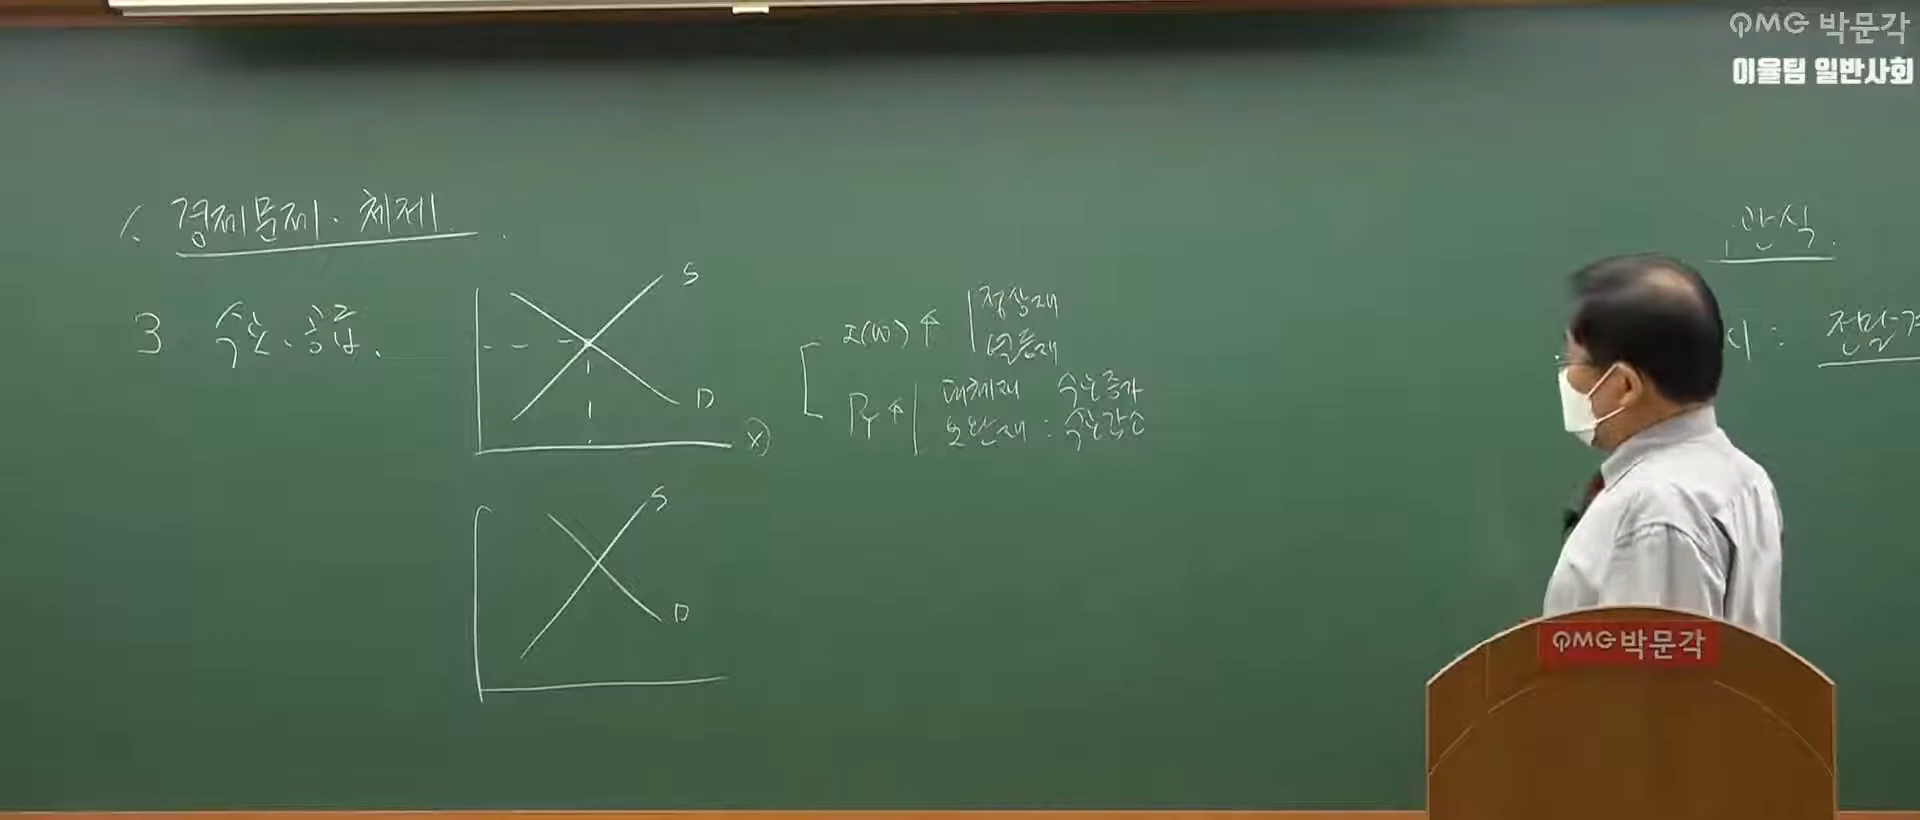 PMG 박문각
이율팀 일반사회
1. 경제문제. 체제.
3 수요. 공급.
S
D
X)
I(W)↑ 정상재
열등재
Py↑ 대체재 수요증가
보완재 : 수요감소
S
D
간식.
PMG 박문각